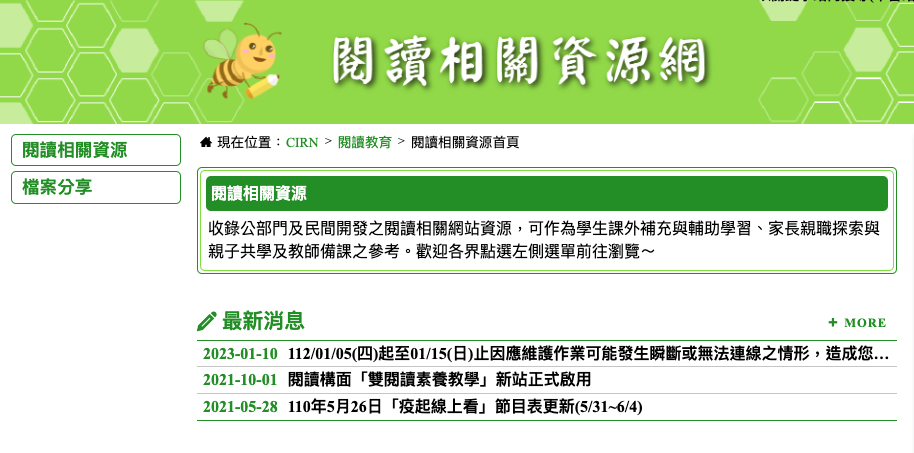 閱讀相關資源網
閱讀相關資源
檔案分享
現在位置：CIRN > 閱讀教育 > 閱讀相關資源首頁
閱讀相關資源
收錄公部門及民間開發之閱讀相關網站資源，可作為學生課外補充與輔助學習、家長親職探索與
親子共學及教師備課之參考。歡迎各界點選左側選單前往瀏覽～
最新消息
+ MORE
2023-01-10 112/01/05(四)起至01/15(日)止因應維護作業可能發生瞬斷或無法連線之情形，造成您...
2021-10-01 閱讀構面「雙閱讀素養教學」新站正式啟用
2021-05-28 110年5月26日「疫起線上看」節目表更新(5/31~6/4)